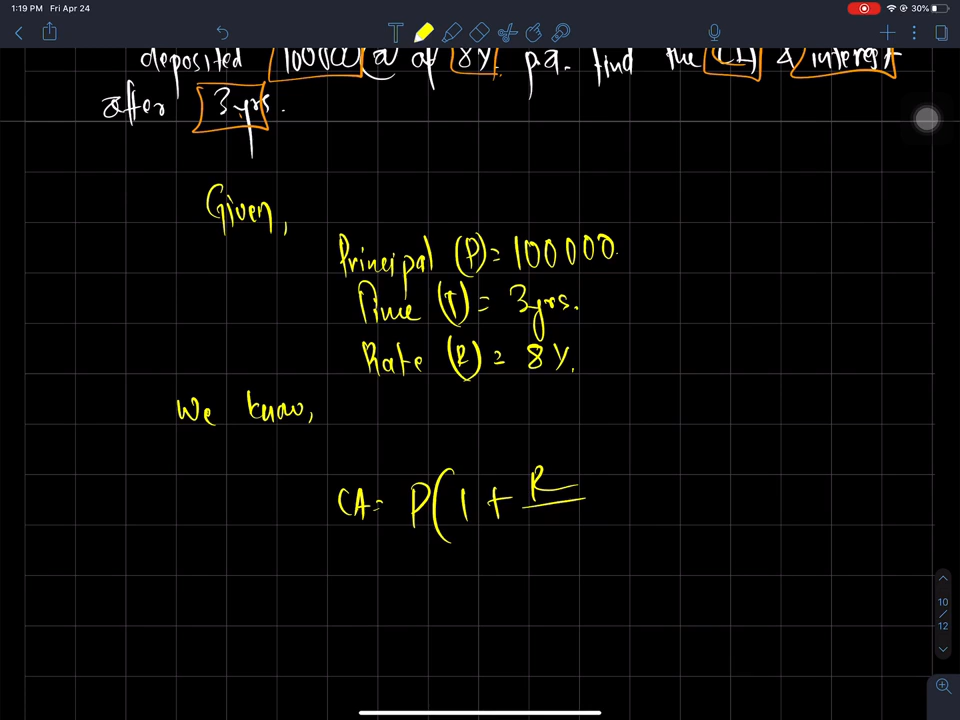 1:19 PM Fri Apr 24
30%
deposited 100000 @ of 8% p.a. find the & interest
after 3yrs.
Given,
Principal (P) = 100000.
Time (T) = 3yrs.
Rate (R) = 8%.
We know,
CA = P(1 + R
10
/
12